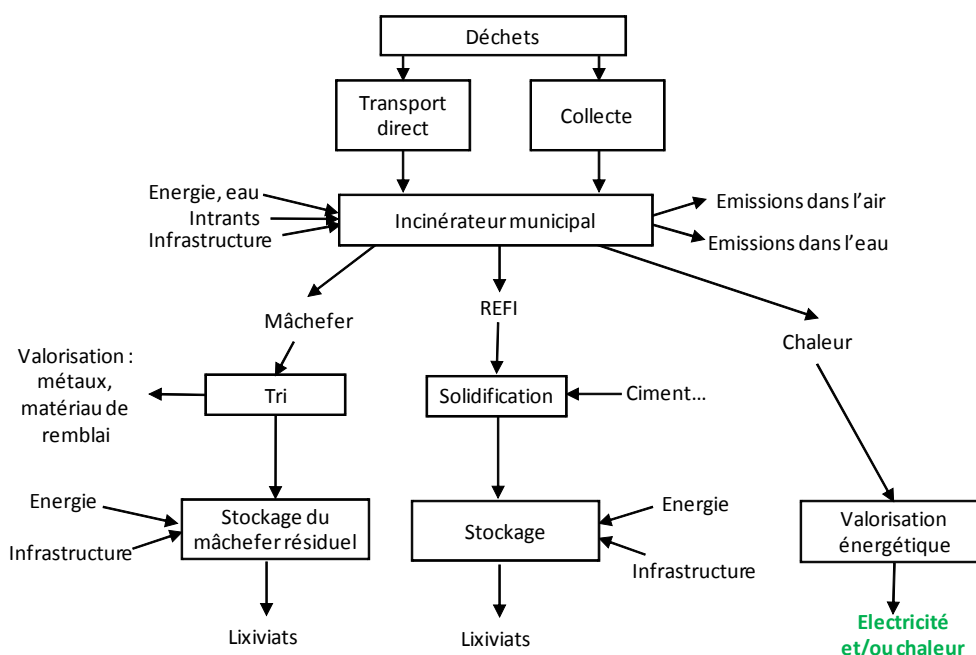 Déchets
Transport
direct
Collecte
Energie, eau
Intrants
Infrastructure
Incinérateur municipal
Emissions dans l'air
Emissions dans l'eau
Mâchefer
REFI
Chaleur
Valorisation :
métaux,
matériau de
remblai
Tri
Solidification
Ciment...
Energie
Infrastructure
Stockage du
mâchefer résiduel
Stockage
Energie
Infrastructure
Valorisation
énergétique
Lixiviats
Lixiviats
Electricité
et/ou chaleur